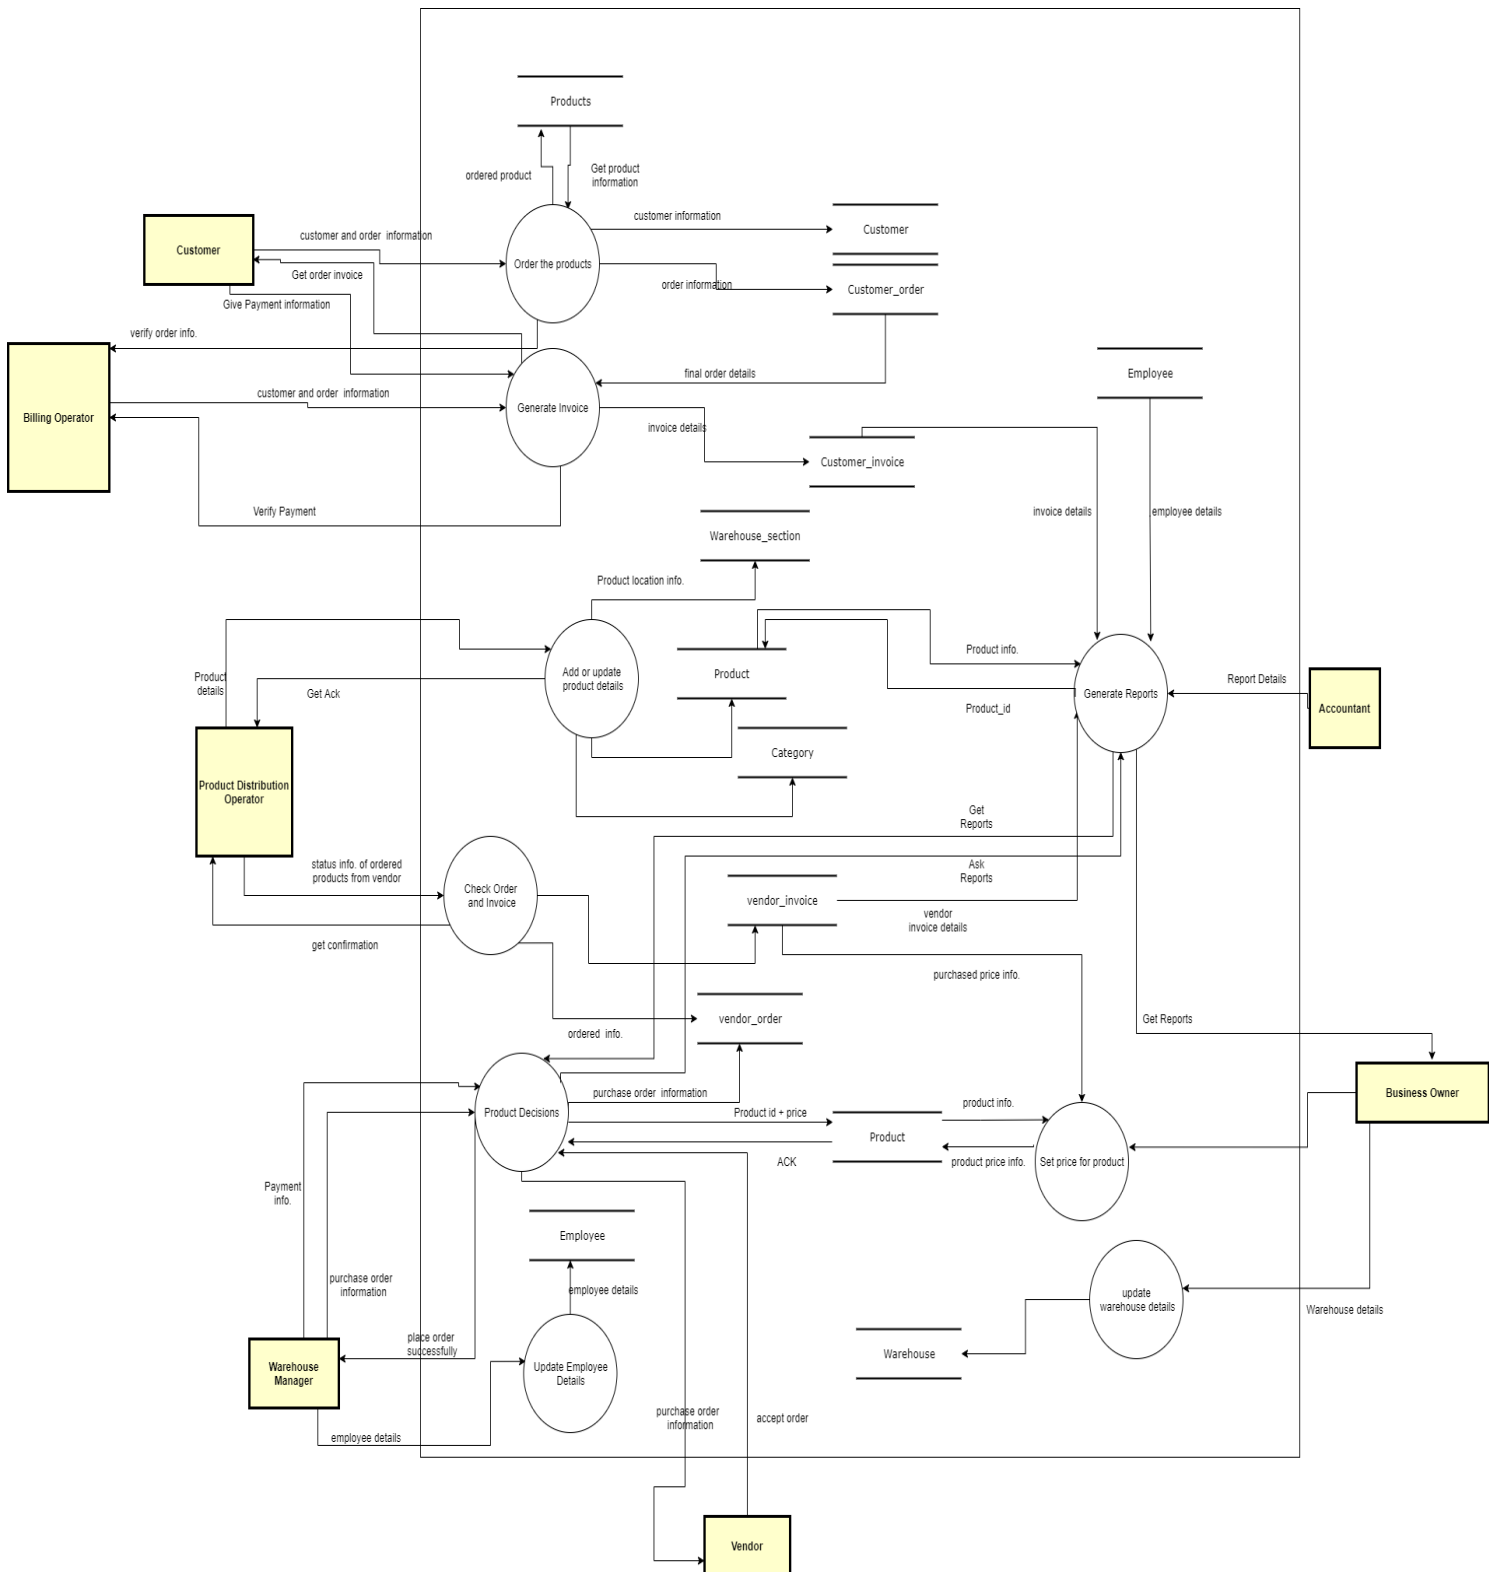 Products
ordered product
Get product
information
customer information
Customer
customer and order  information
Customer
Order the products
Get order invoice
order information
Customer_order
Give Payment information
verify order info.
final order details
Employee
customer and order  information
Billing Operator
Generate Invoice
invoice details
Customer_invoice
Verify Payment
invoice details
employee details
Warehouse_section
Product location info.
Product info.
Product
details
Add or update
product details
Product
Get Ack
Generate Reports
Report Details
Product_id
Accountant
Category
Product Distribution
Operator
Get
Reports
status info. of ordered
products from vendor
Ask
Reports
Check Order
and Invoice
vendor_invoice
vendor
invoice details
get confirmation
purchased price info.
vendor_order
Get Reports
ordered  info.
purchase order  information
Business Owner
Product Decisions
Product id + price
product info.
Product
ACK
product price info.
Set price for product
Payment
info.
Employee
purchase order
information
employee details
update
warehouse details
Warehouse details
place order
successfully
Warehouse
Warehouse
Manager
Update Employee
Details
purchase order
information
accept order
employee details
Vendor